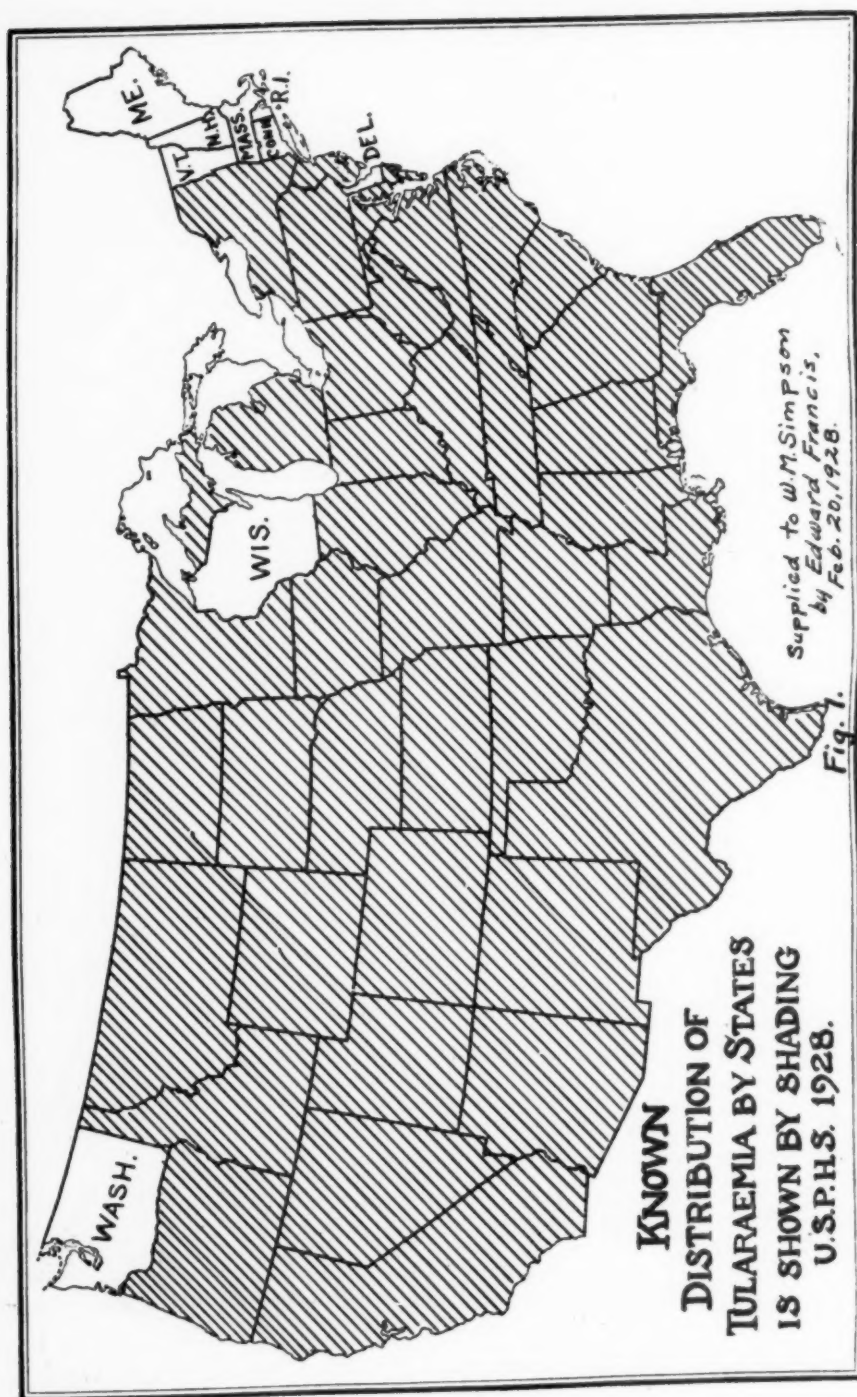 WASH.
WIS.
ME.
V.T.
N.H.
MASS.
CONN.
R.I.
DEL.
KNOWN
DISTRIBUTION OF
TULARAEMIA BY STATES
IS SHOWN BY SHADING
U.S.P.H.S. 1928.
Supplied to W.M. Simpson
by Edward Francis,
Feb. 20, 1928.
Fig. 1.